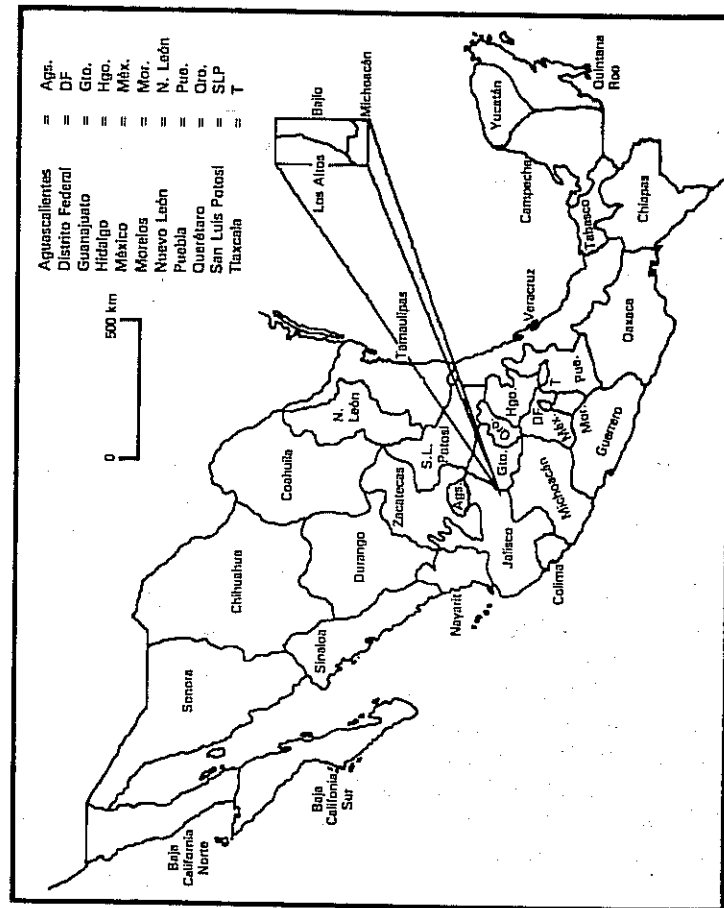 Aguascalientes = Ags.
Distrito Federal = DF
Guanajuato = Gto.
Hidalgo = Hgo.
México = Méx.
Morelos = Mor.
Nuevo León = N. León
Puebla = Pue.
Querétaro = Qro.
San Luis Potosí = SLP
Tlaxcala = T
0 500 km
Baja
California
Norte
Baja
Califonia
Sur
Sonora
Chihuahua
Coahuila
N.
León
Tamaulipas
Sinaloa
Durango
Zacatecas
S.L.
Potosí
Nayarit
Ags.
Jalisco
Colima
Gto.
Qro.
Hgo.
Michoacán
Méx.
DF
Mor.
T
Pue.
Veracruz
Guerrero
Oaxaca
Tabasco
Chiapas
Campeche
Yucatán
Quintana
Roo
Los Altos
Bajío
Michoacán